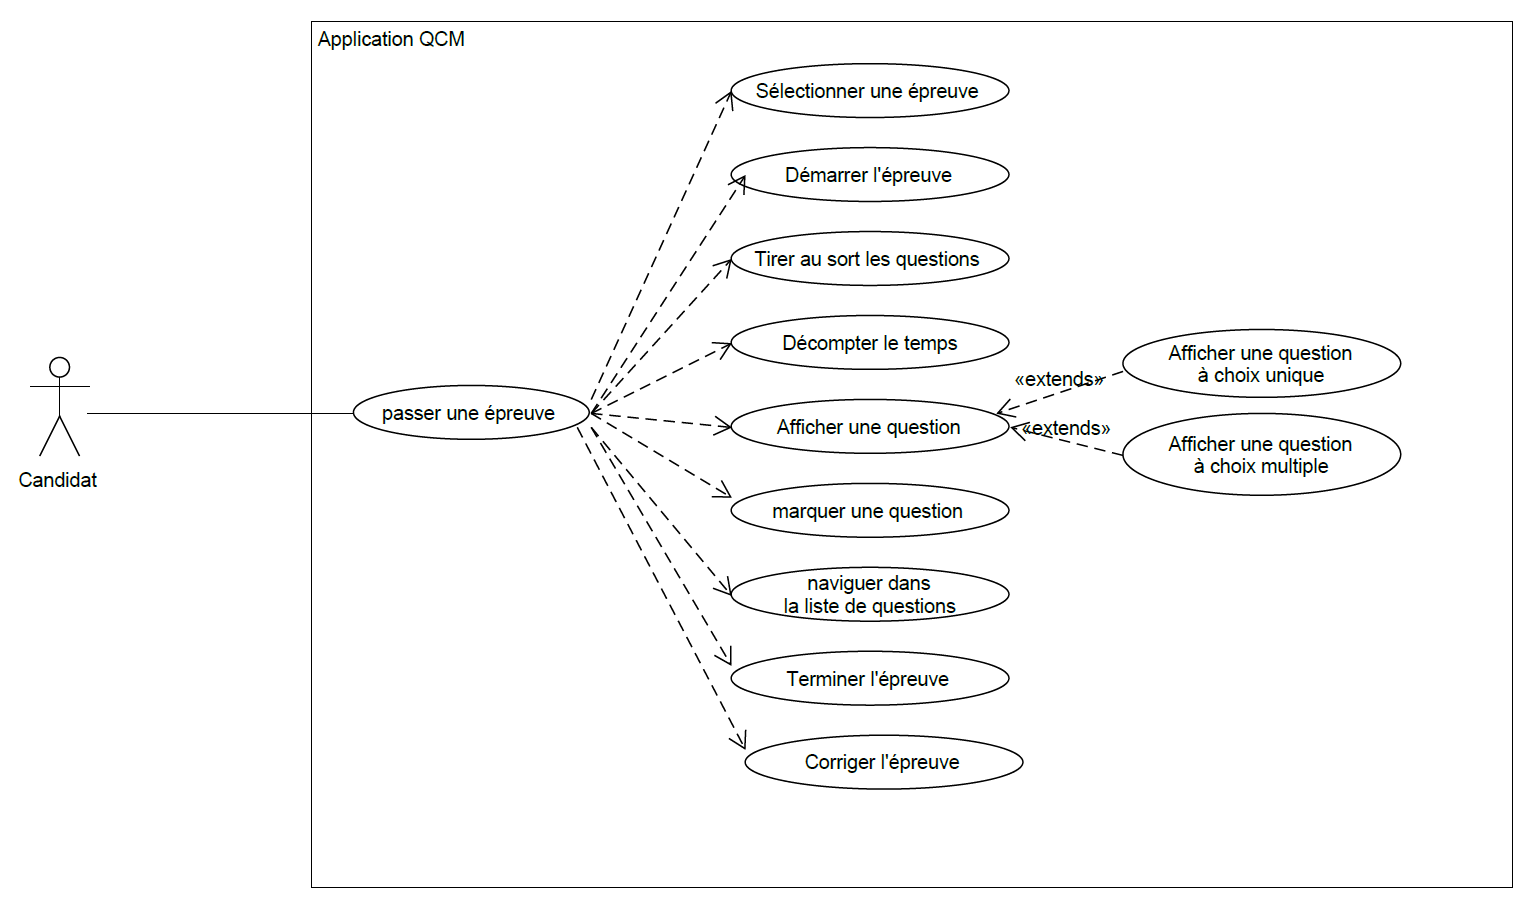 Application QCM
Sélectionner une épreuve
Démarrer l'épreuve
Tirer au sort les questions
Décompter le temps
Afficher une question
à choix unique
«extends»
passer une épreuve
Afficher une question
«extends»
Afficher une question
à choix multiple
Candidat
marquer une question
naviguer dans
la liste de questions
Terminer l'épreuve
Corriger l'épreuve